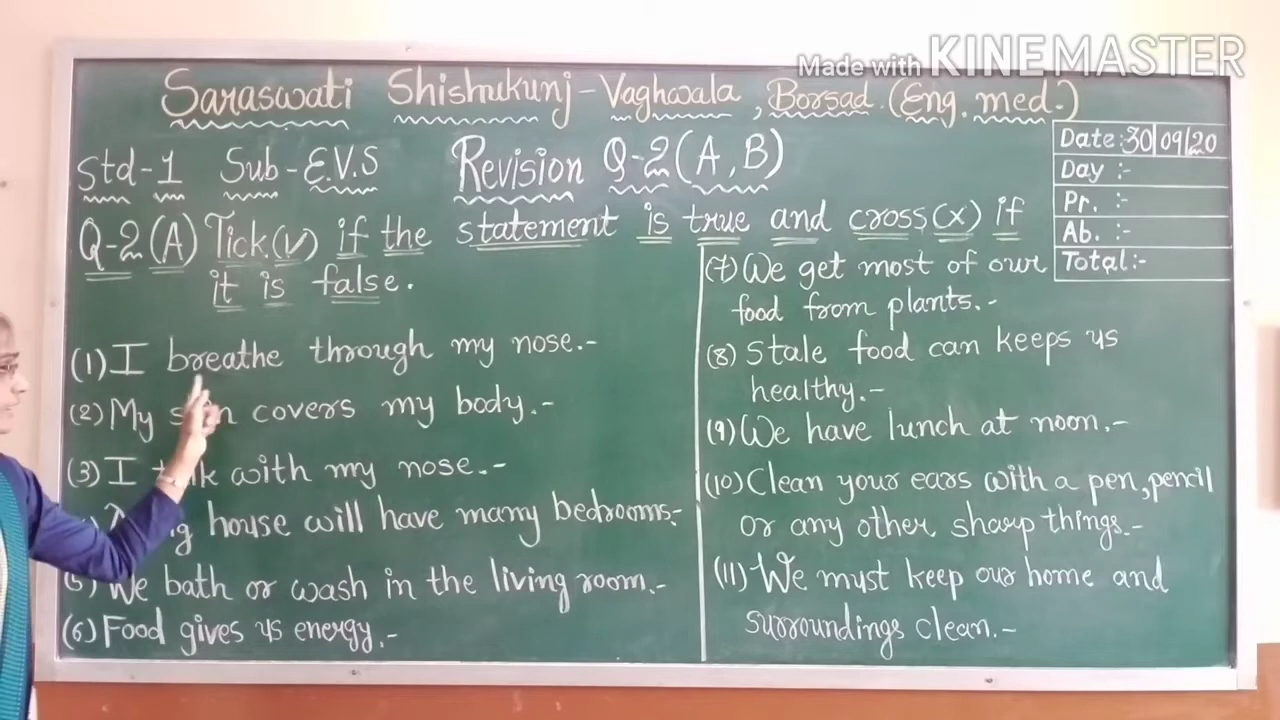 Made with KINEMASTER
Saraswati Shishukunj-Vaghwala, Borsad. (Eng. med.)
Date:30/09/20
Day :-
Pr. :-
Ab. :-
Total:-
Std-1 Sub-E.V.S Revision Q-2(A,B)
Q-2(A) Tick(✓) if the statement is true and cross(x) if
it is false.
(1) I breathe through my nose.-
(2) My covers my body.-
(3) I with my nose.-
house will have many bedrooms.-
(5) We bath or wash in the living room.-
(6) Food gives us energy.-
(7) We get most of our
food from plants.-
(8) Stale food can keeps us
healthy.-
(9) We have lunch at noon.-
(10) Clean your ears with a pen, pencil
or any other sharp things.-
(11) We must keep our home and
surroundings clean.-